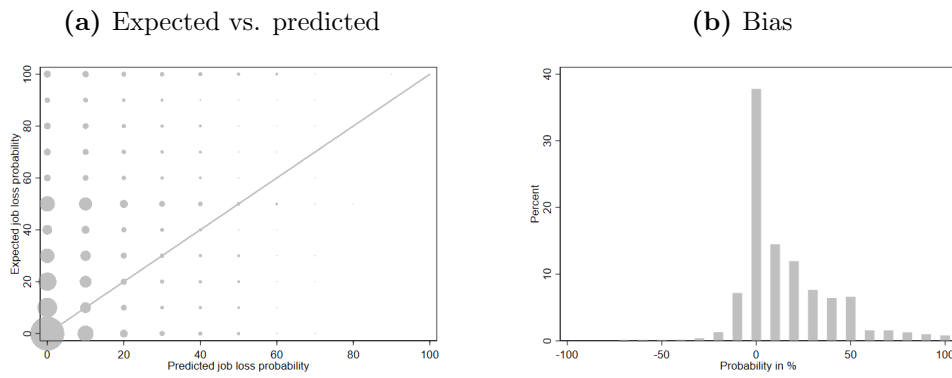 (a) Expected vs. predicted
Expected job loss probability
100
80
60
40
20
0
0 20 40 60 80 100
Predicted job loss probability
(b) Bias
Percent
40
30
20
10
0
-100 -50 0 50 100
Probability in %